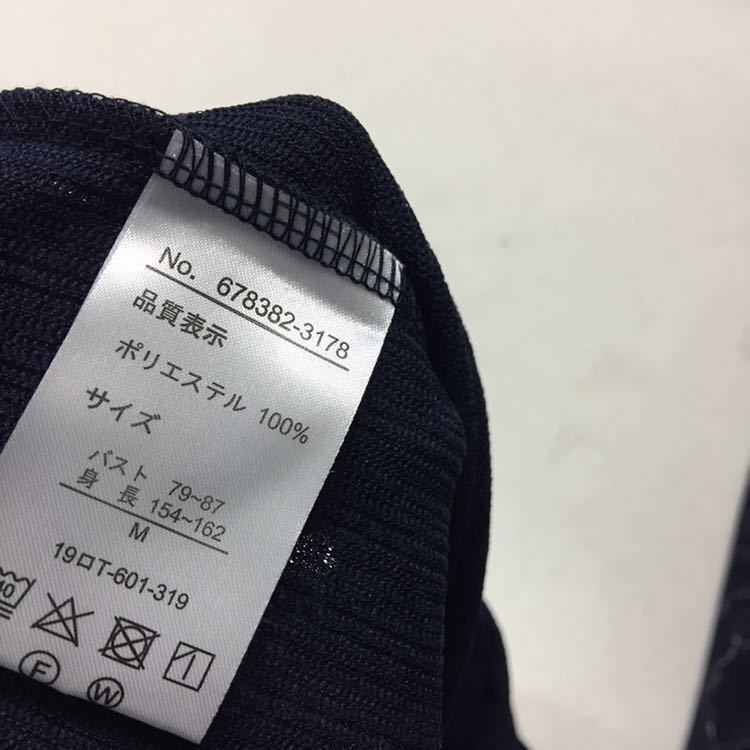 No. 678382-3178
品質表示
ポリエステル 100%
サイズ
バスト 79~87
身長 154~162
M
19ロT-601-319
40
F W